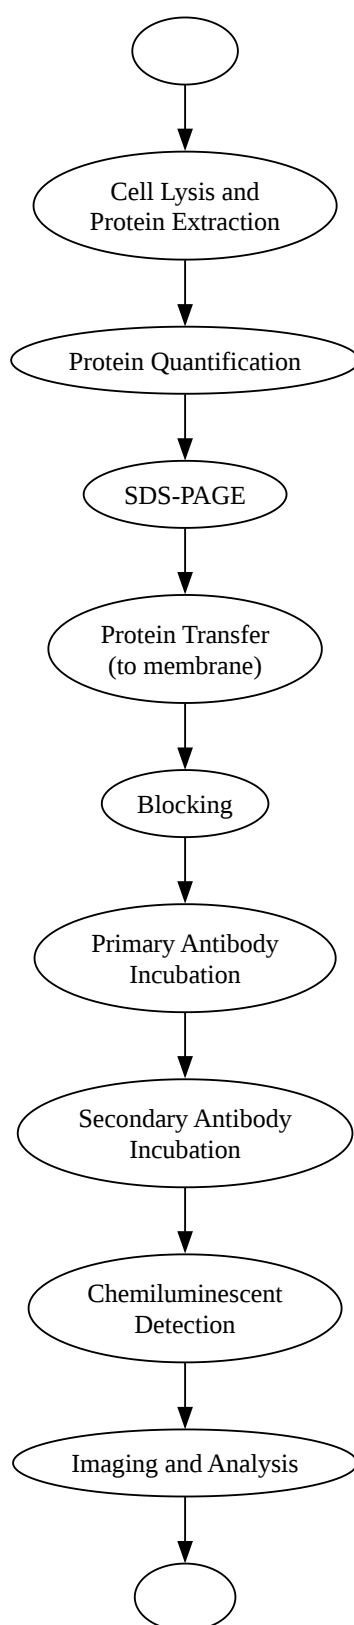 Cell Lysis and
Protein Extraction
Protein Quantification
SDS-PAGE
Protein Transfer
(to membrane)
Blocking
Primary Antibody
Incubation
Secondary Antibody
Incubation
Chemiluminescent
Detection
Imaging and Analysis